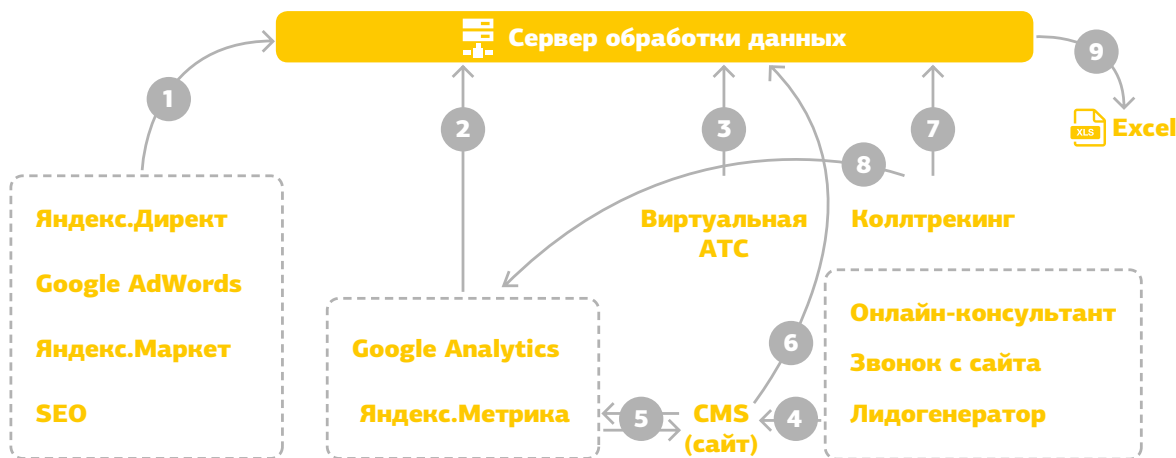 Сервер обработки данных
9
1
2
3
7
XLS Excel
8
Яндекс.Директ
Google AdWords
Яндекс.Маркет
SEO
Виртуальная
АТС
Коллтрекинг
Google Analytics
Яндекс.Метрика
6
5
CMS
(сайт)
4
Онлайн-консультант
Звонок с сайта
Лидогенератор